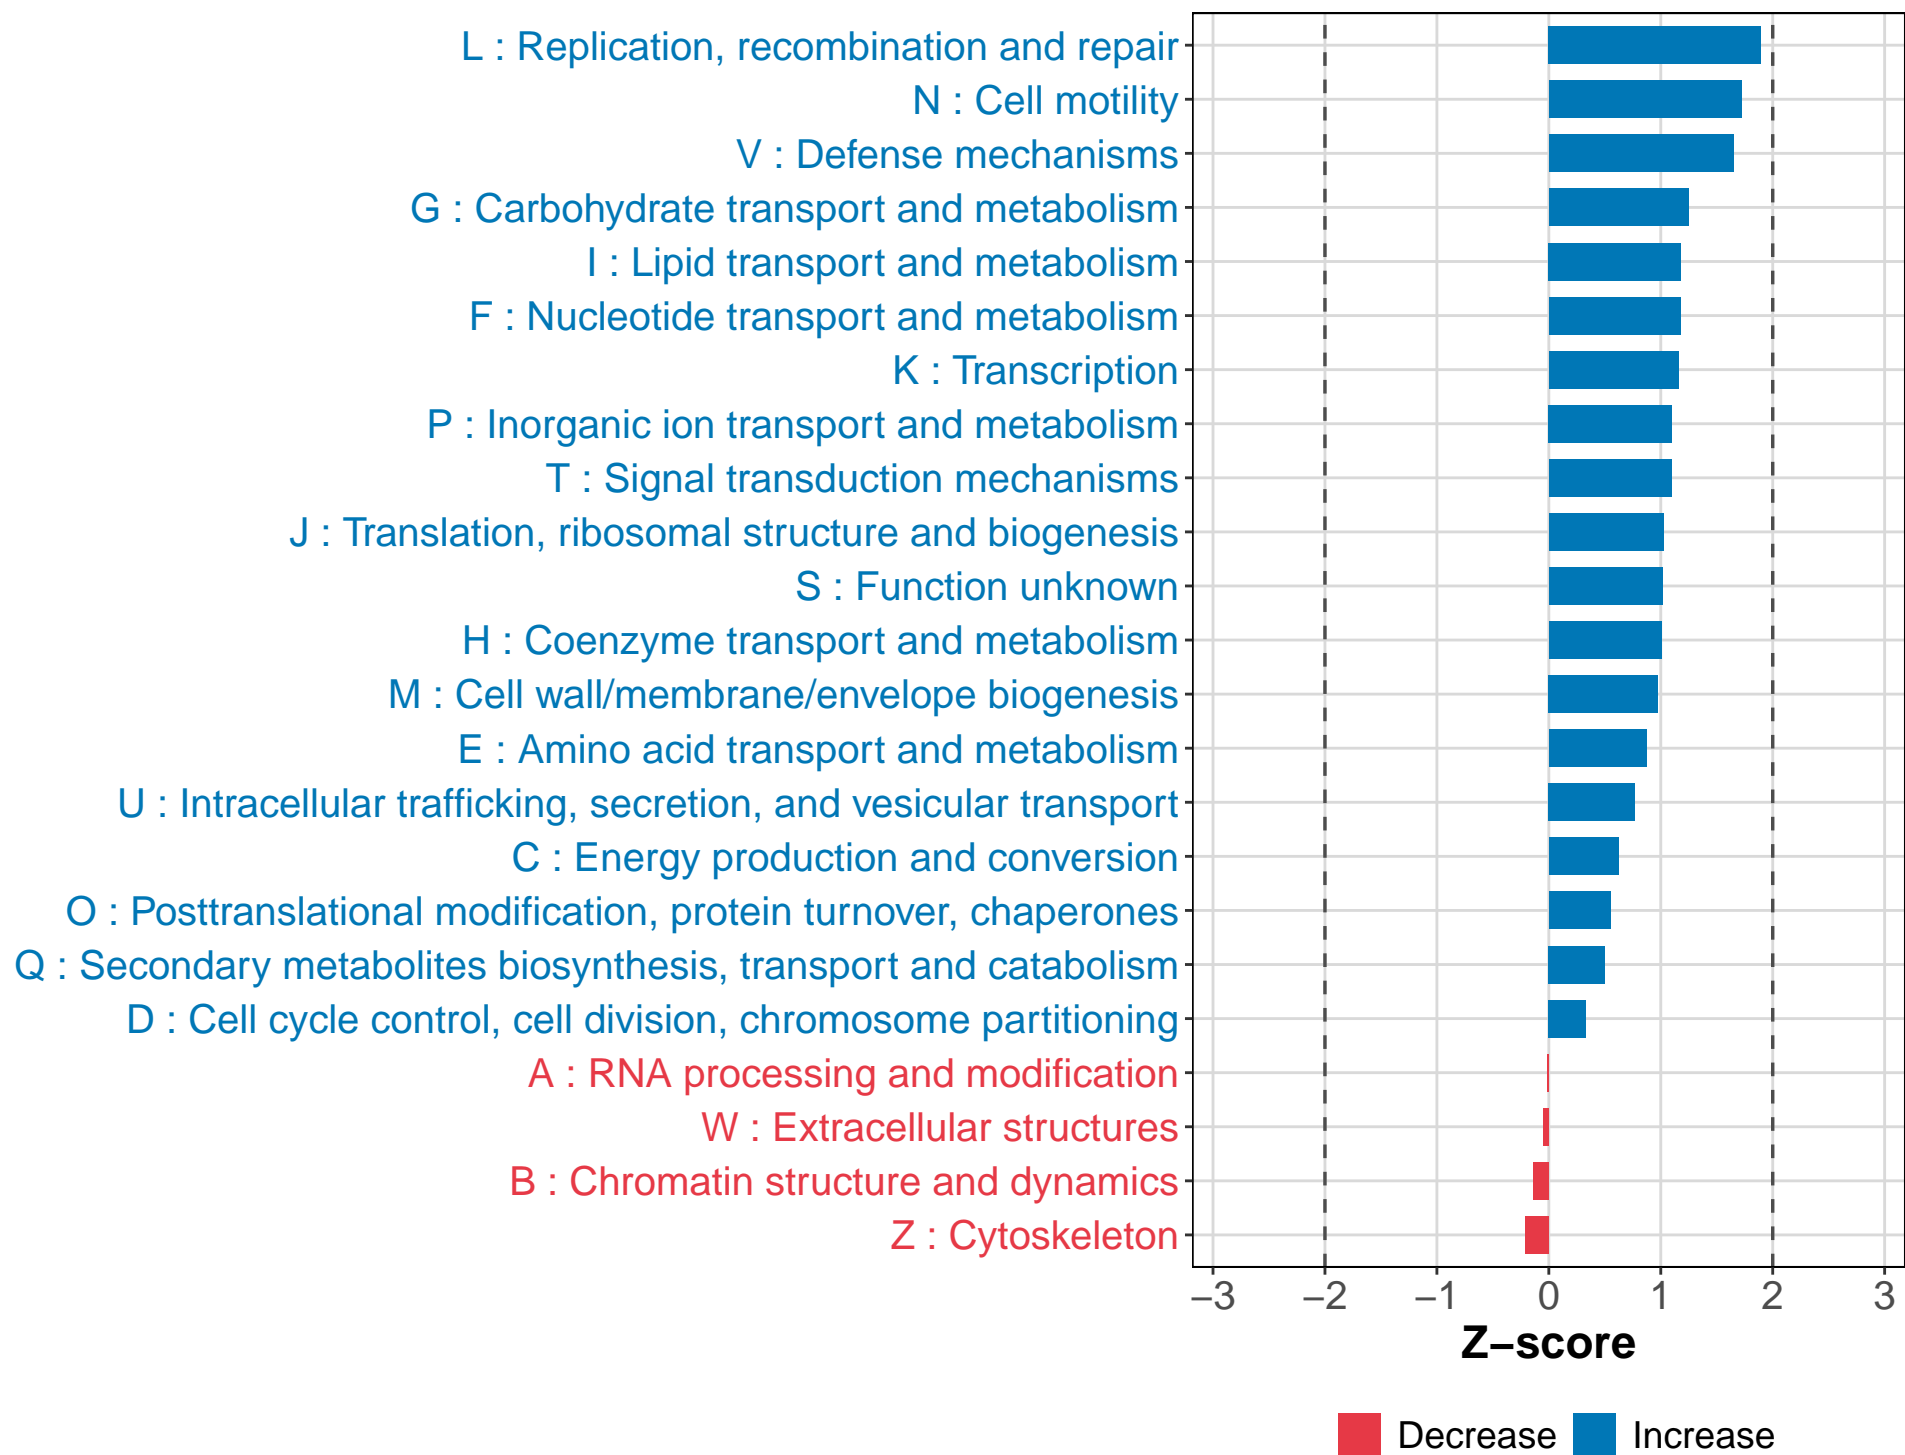 L : Replication, recombination and repair
N : Cell motility
V : Defense mechanisms
G : Carbohydrate transport and metabolism
I : Lipid transport and metabolism
F : Nucleotide transport and metabolism
K : Transcription
P : Inorganic ion transport and metabolism
T : Signal transduction mechanisms
J : Translation, ribosomal structure and biogenesis
S : Function unknown
H : Coenzyme transport and metabolism
M : Cell wall/membrane/envelope biogenesis
E : Amino acid transport and metabolism
U : Intracellular trafficking, secretion, and vesicular transport
C : Energy production and conversion
O : Posttranslational modification, protein turnover, chaperones
Q : Secondary metabolites biosynthesis, transport and catabolism
D : Cell cycle control, cell division, chromosome partitioning
A : RNA processing and modification
W : Extracellular structures
B : Chromatin structure and dynamics
Z : Cytoskeleton
−3 −2 −1 0 1 2 3
Z−score
Decrease Increase